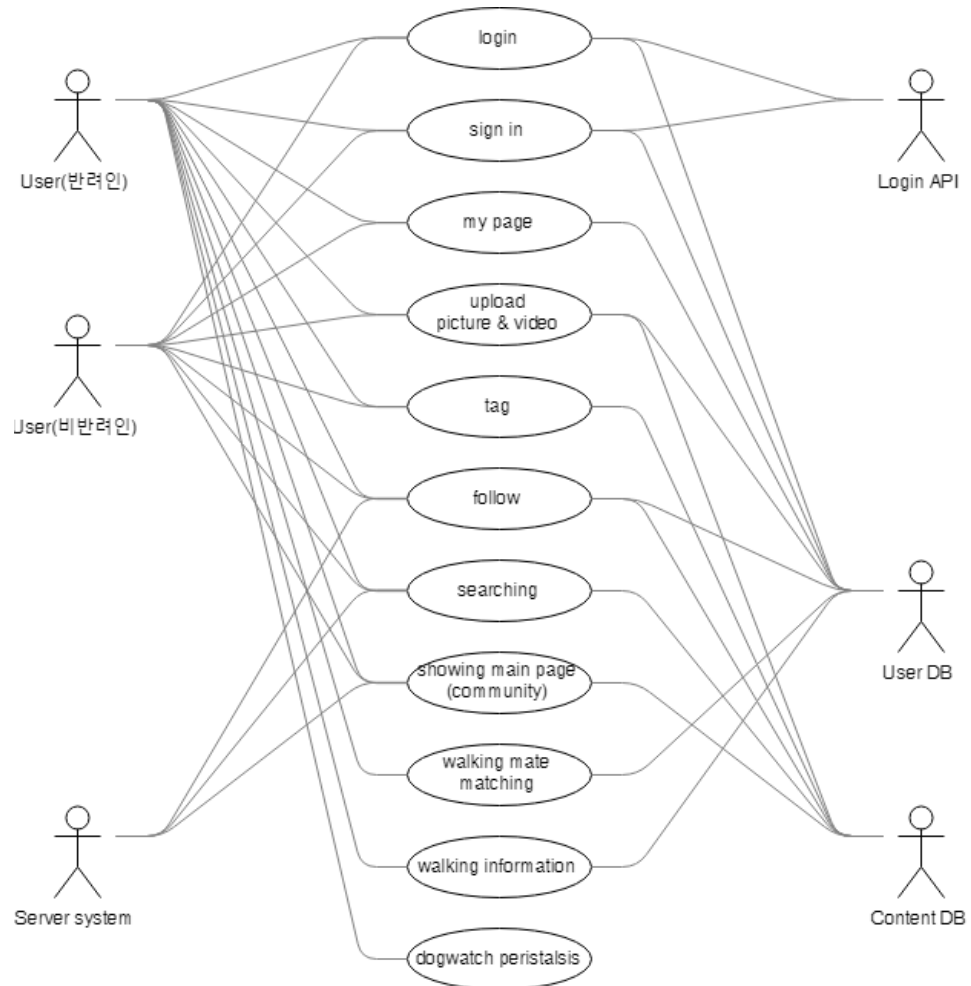 login
sign in
User(반려인)
Login API
my page
upload
picture & video
User(비반려인)
tag
follow
searching
showing main page
(community)
User DB
walking mate
matching
walking information
Server system
Content DB
dogwatch peristalsis